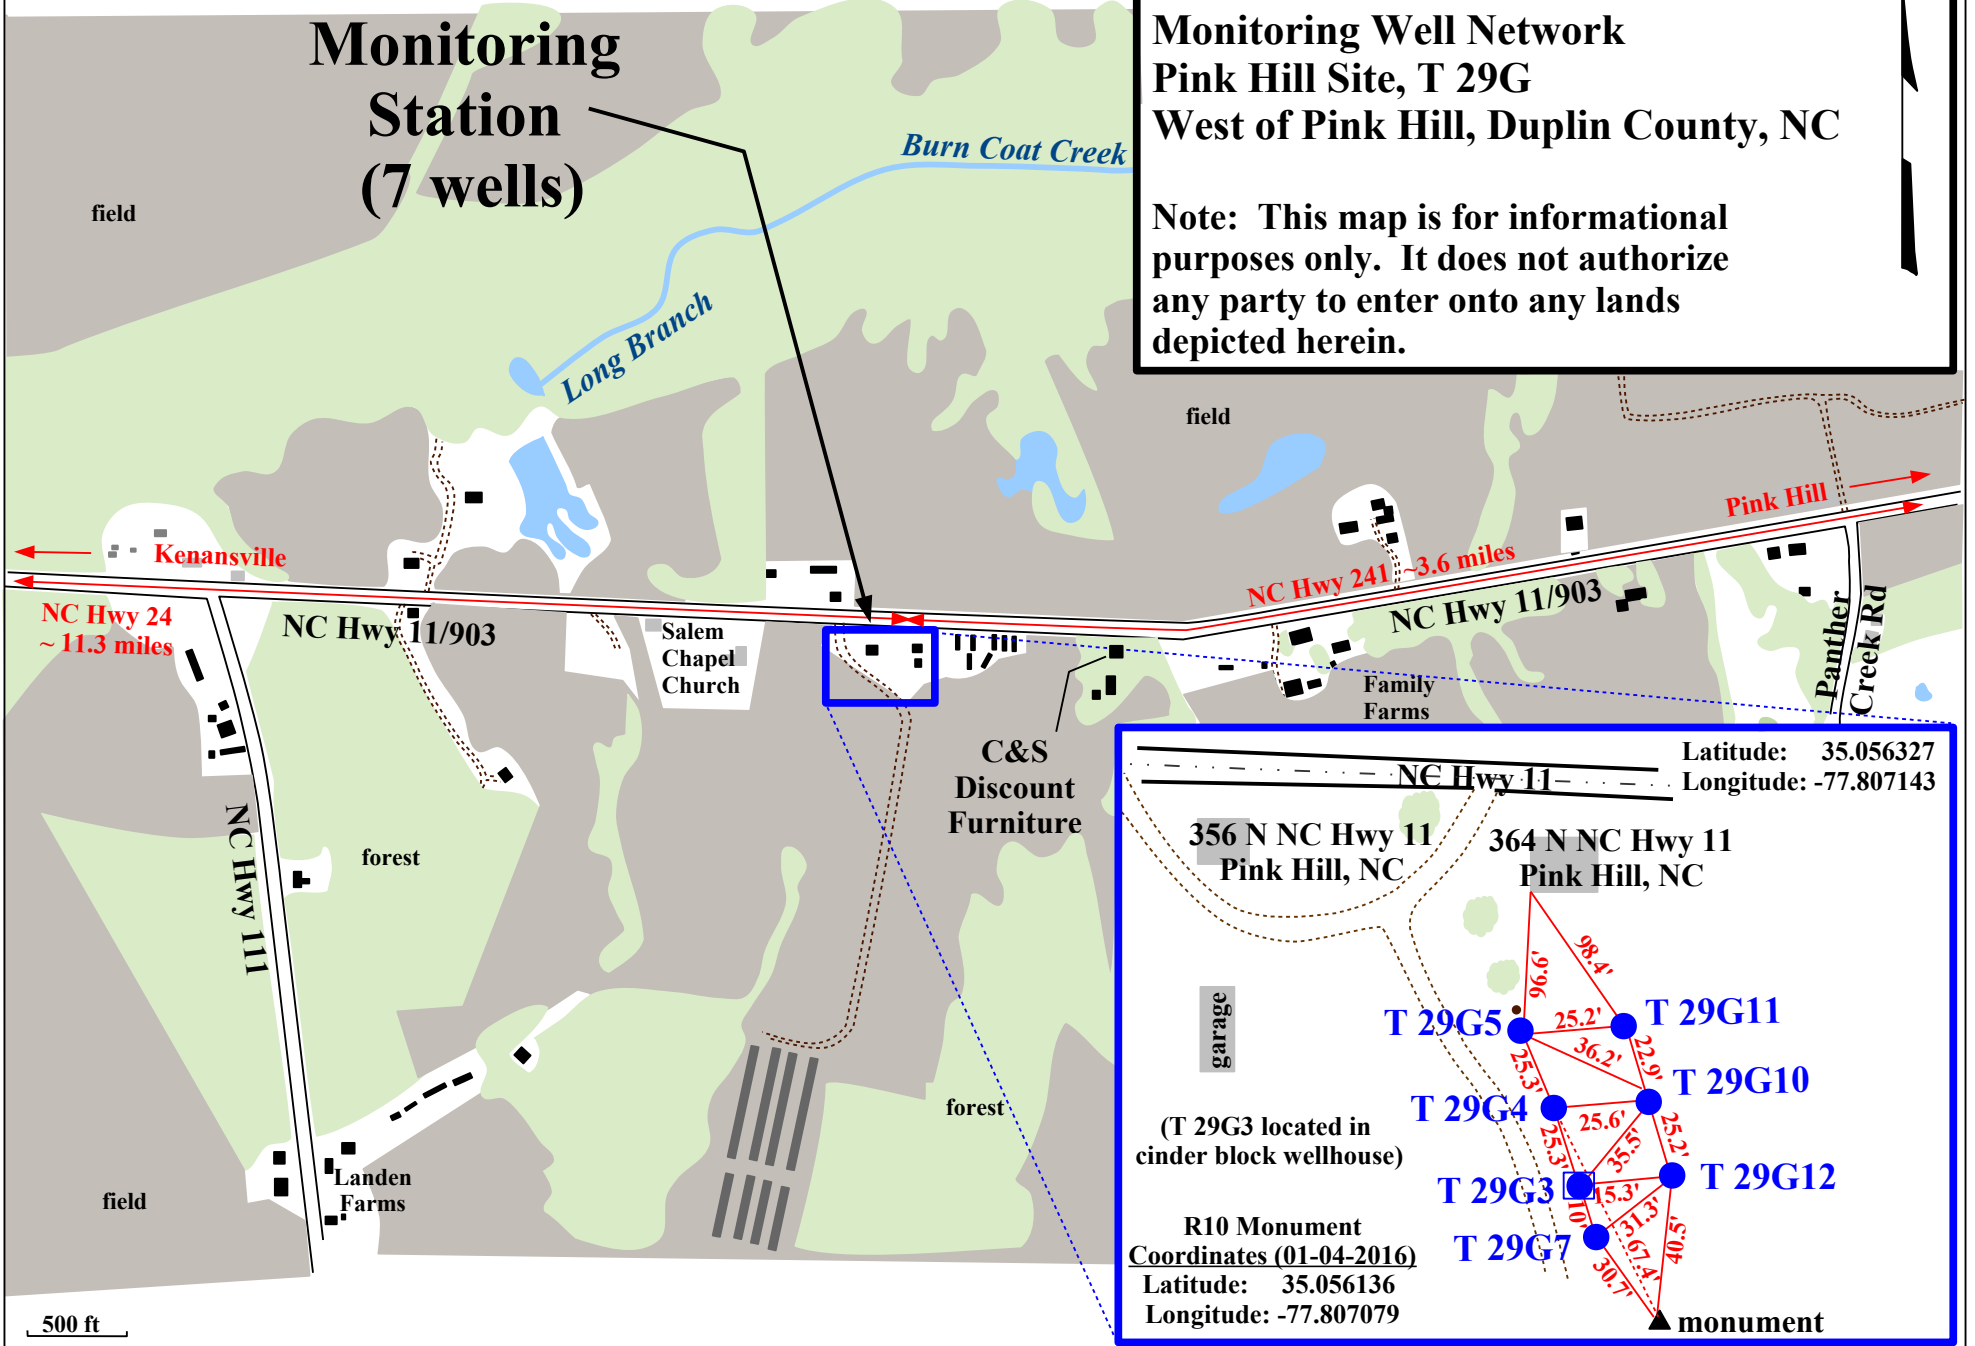 Monitoring
Station
(7 wells)
Monitoring Well Network
Pink Hill Site, T 29G
West of Pink Hill, Duplin County, NC
Note: This map is for informational
purposes only. It does not authorize
any party to enter onto any lands
depicted herein.
field
Burn Coat Creek
Long Branch
field
Kenansville
NC Hwy 24
~ 11.3 miles
NC Hwy 11/903
Salem
Chapel
Church
NC Hwy 241 ~3.6 miles
Pink Hill
NC Hwy 11/903
Family
Farms
Panther
Creek Rd
C&S
Discount
Furniture
NC Hwy 111
forest
forest
field
Landen
Farms
500 ft
NC Hwy 11
Latitude: 35.056327
Longitude: -77.807143
356 N NC Hwy 11
Pink Hill, NC
364 N NC Hwy 11
Pink Hill, NC
garage
96.6'
98.4'
T 29G5
25.2'
T 29G11
36.2'
22.9'
25.3'
T 29G10
T 29G4
25.6'
25.3'
35.5'
25.2'
(T 29G3 located in
cinder block wellhouse)
T 29G3
15.3'
T 29G12
10'
31.3'
T 29G7
67.4'
40.5'
30.7'
R10 Monument
Coordinates (01-04-2016)
Latitude: 35.056136
Longitude: -77.807079
monument